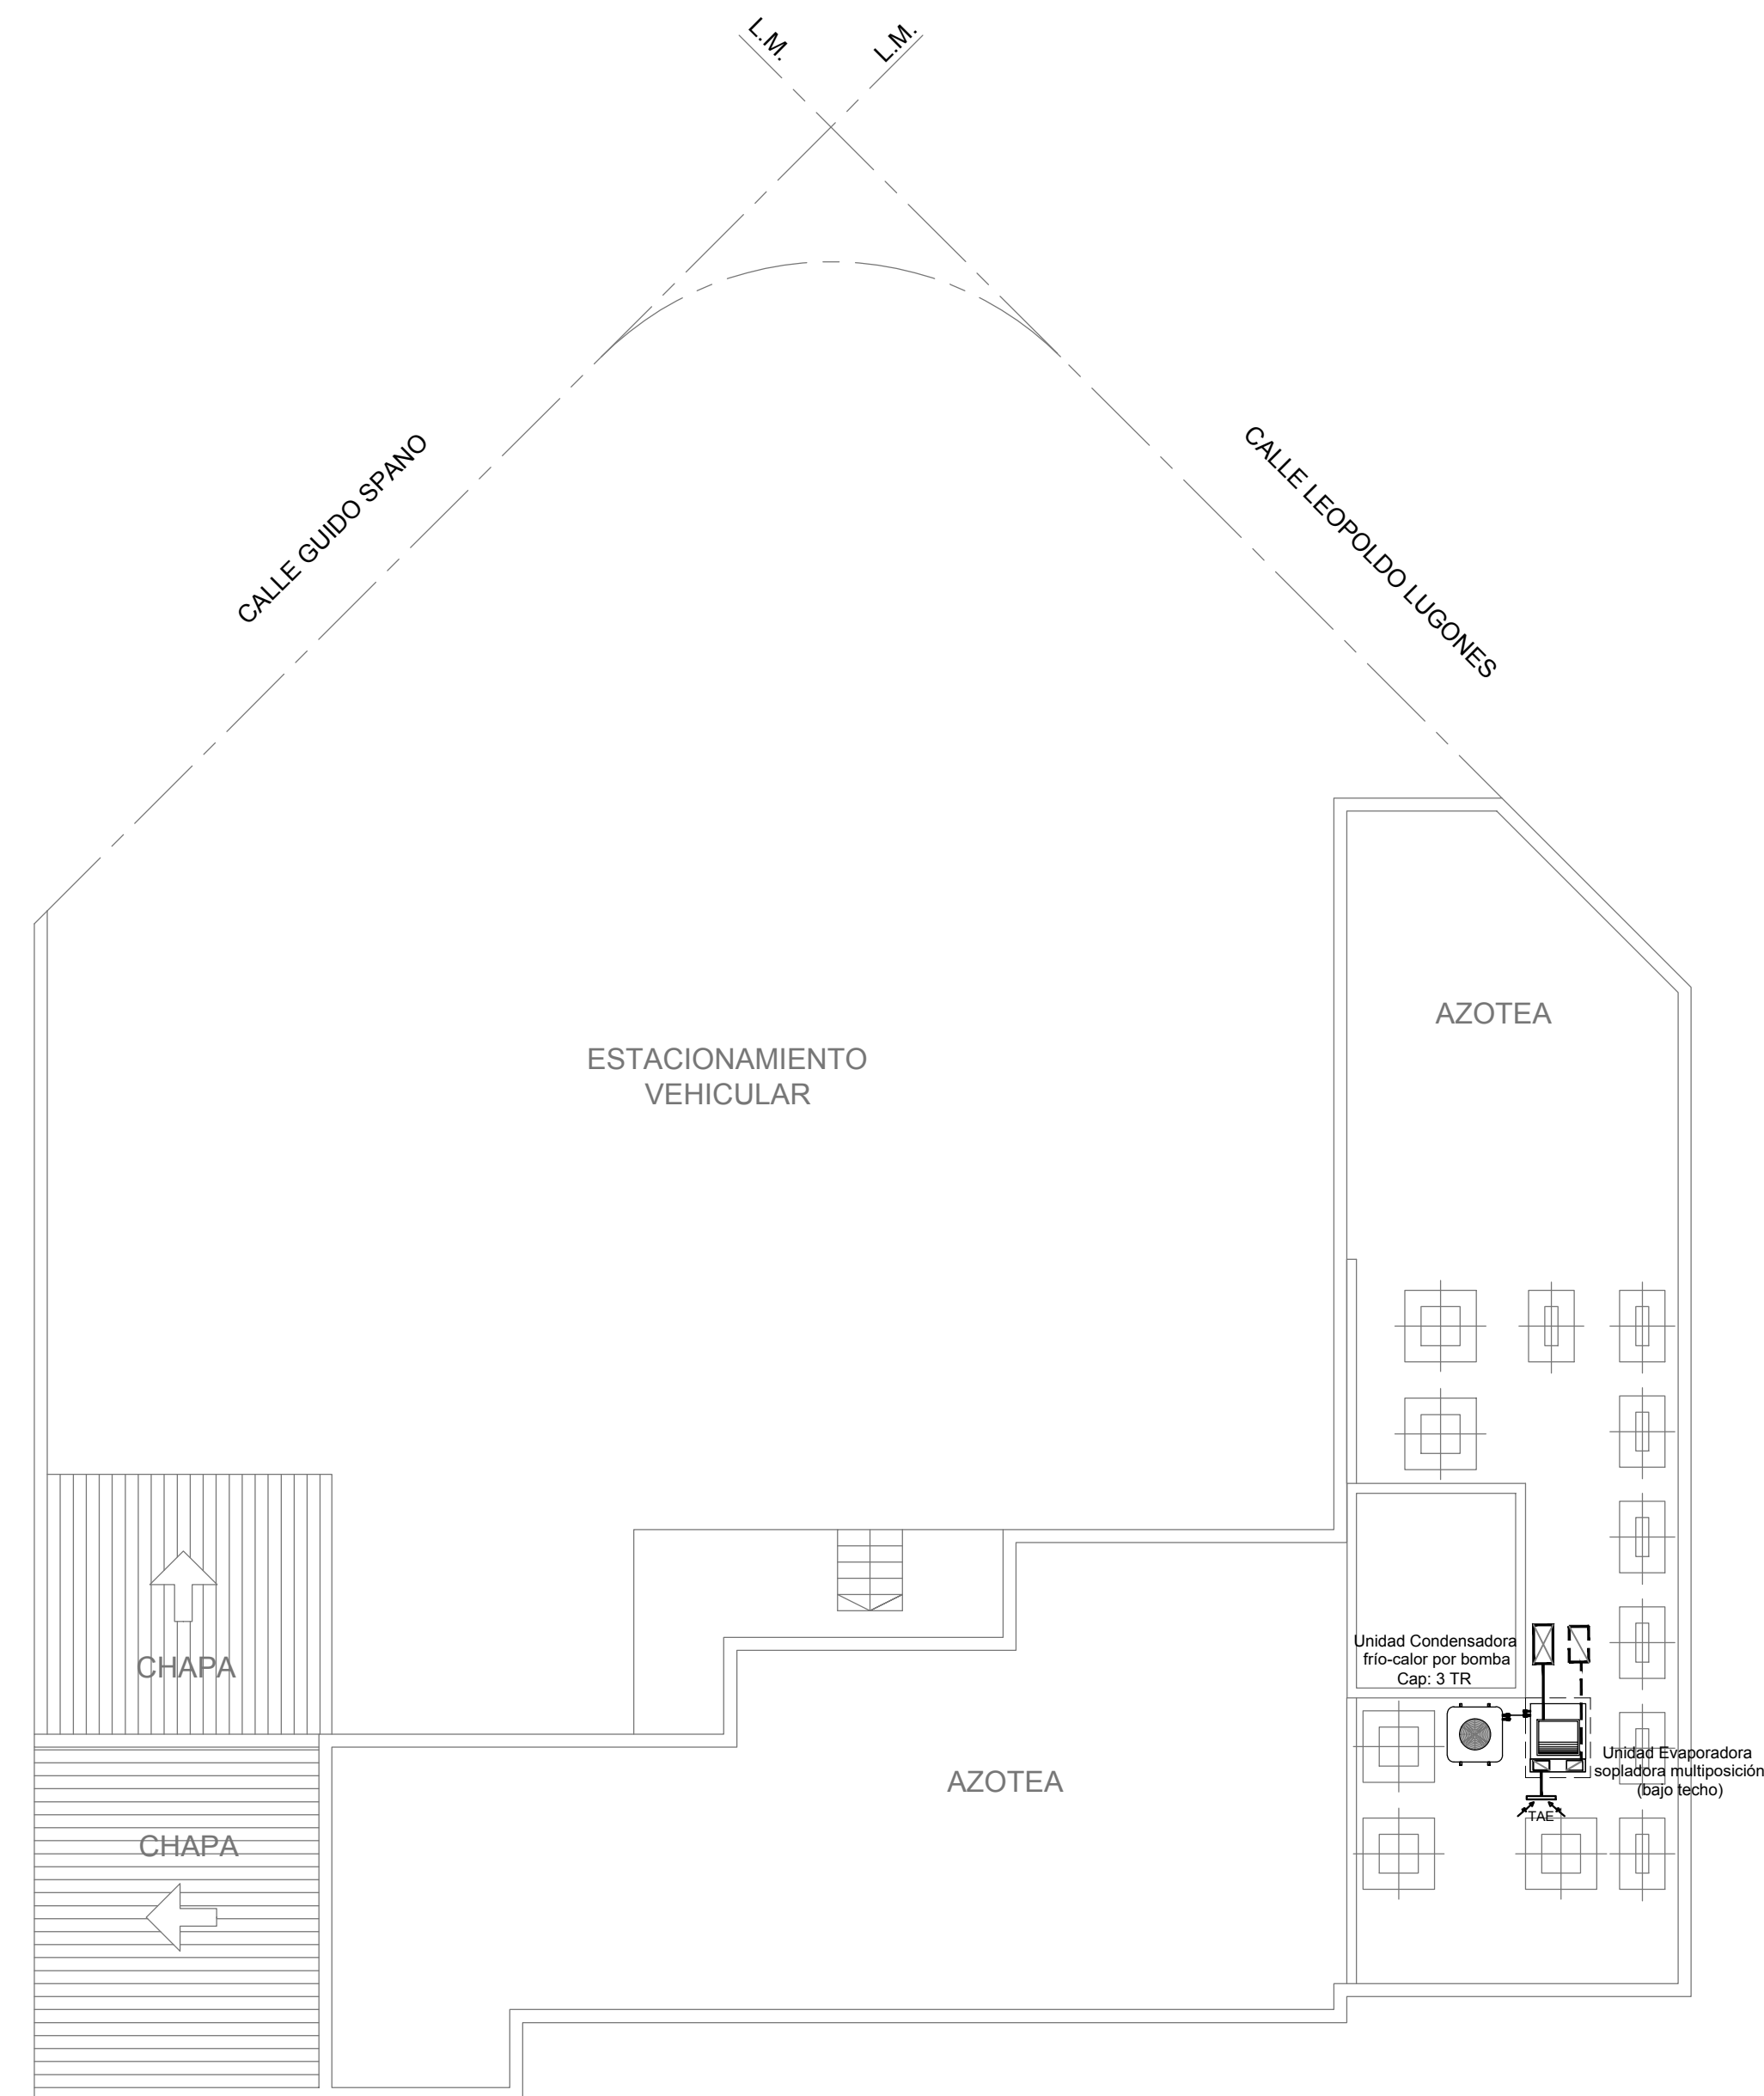 L.M.
L.M.
CALLE GUIDO SPANO
CALLE LEOPOLDO LUGONES
AZOTEA
ESTACIONAMIENTO
VEHICULAR
Unidad Condensadora
frío-calor por bomba
Cap: 3 TR
CHAPA
Unidad Evaporadora
sopladora multiposición
(bajo techo)
AZOTEA
TAE
CHAPA